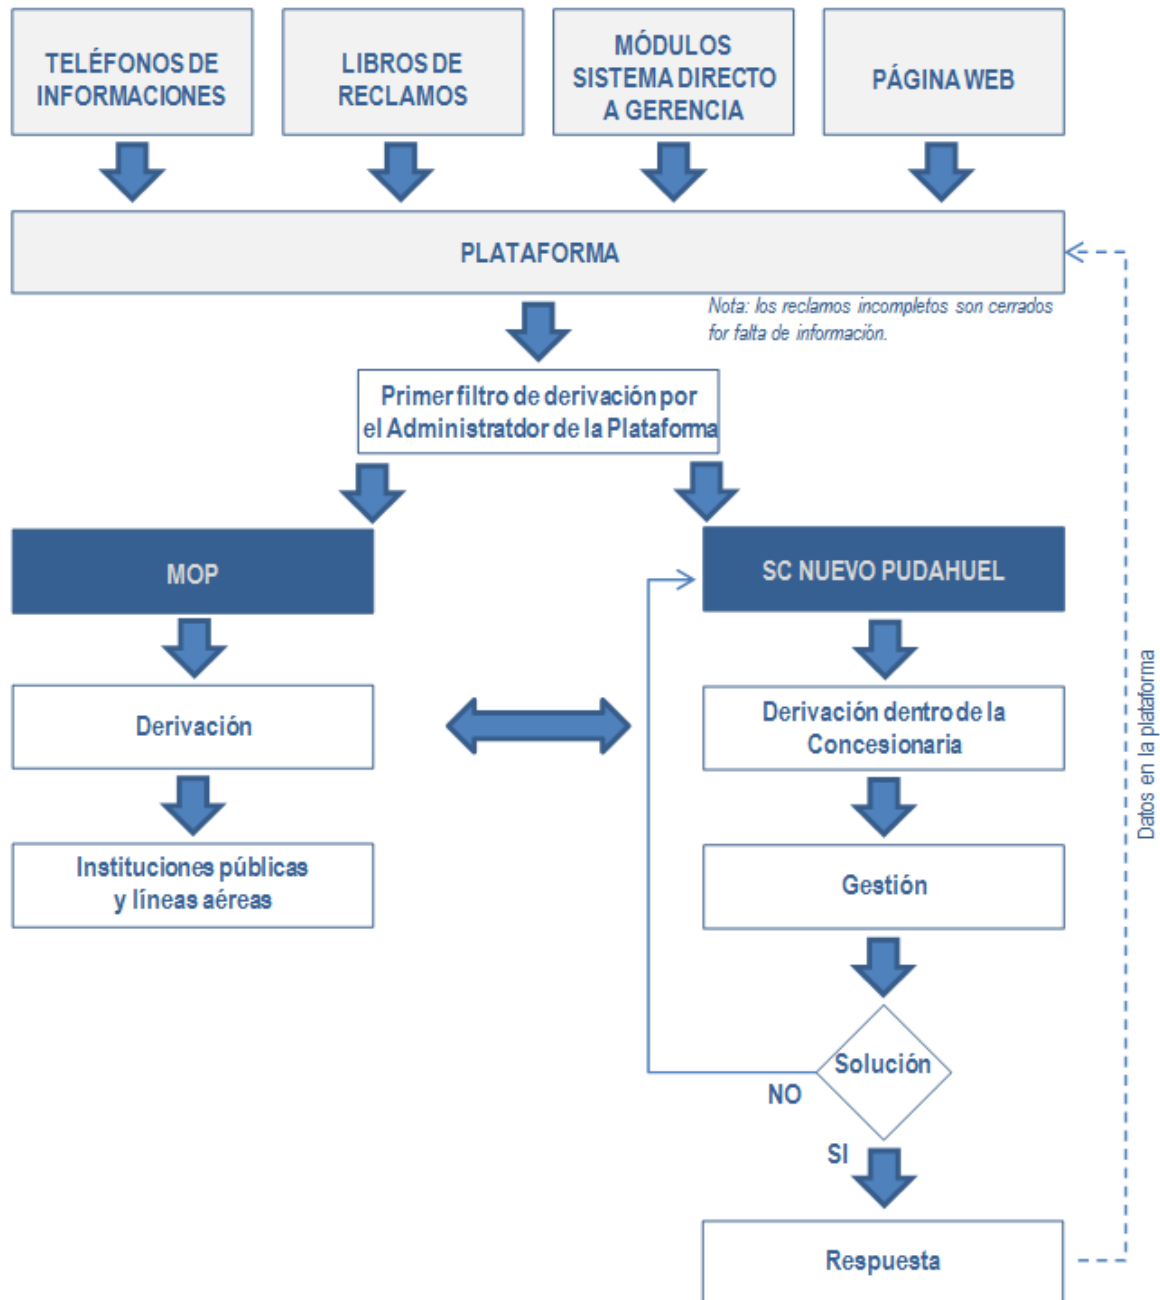 TELÉFONOS DE
INFORMACIONES
LIBROS DE
RECLAMOS
MÓDULOS
SISTEMA DIRECTO
A GERENCIA
PÁGINA WEB
PLATAFORMA
Nota: los reclamos incompletos son cerrados
for falta de información.
Primer filtro de derivación por
el Administratdor de la Plataforma
MOP
SC NUEVO PUDAHUEL
Derivación
Derivación dentro de la
Concesionaria
Instituciones públicas
y líneas aéreas
Gestión
Solución
NO
SI
Respuesta
Datos en la plataforma